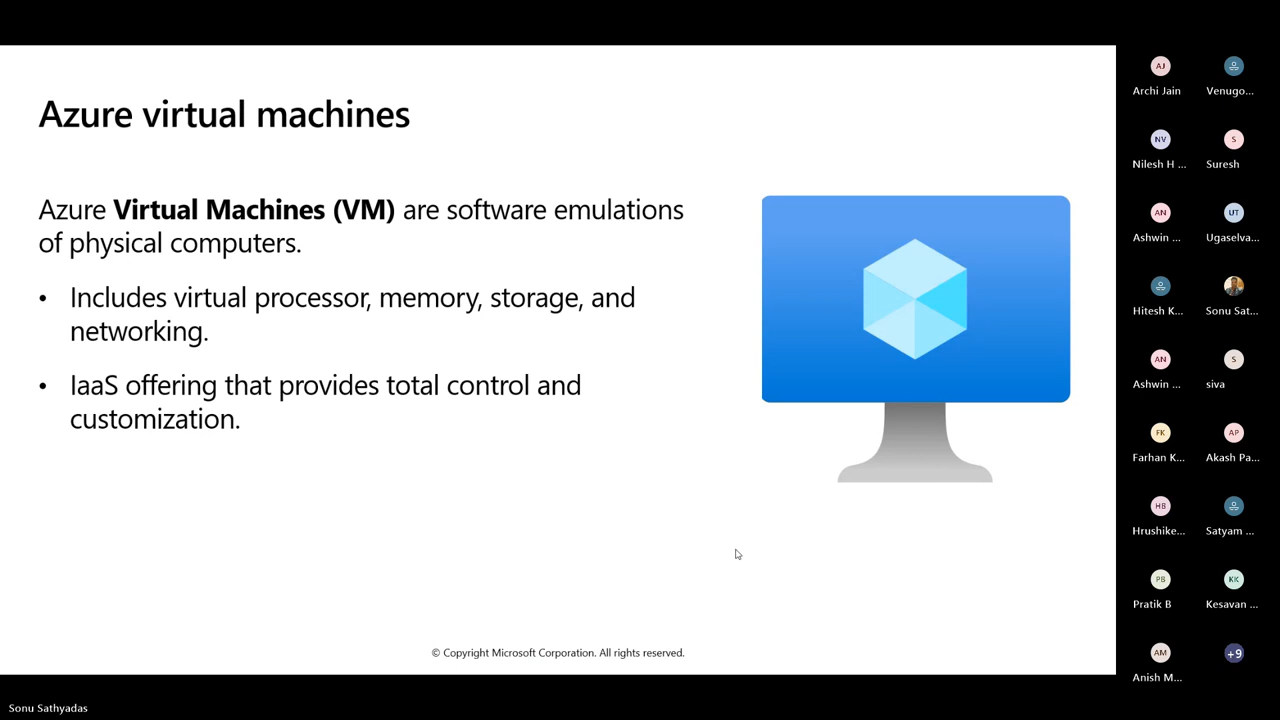 Azure virtual machines
Azure Virtual Machines (VM) are software emulations
of physical computers.
• Includes virtual processor, memory, storage, and
networking.
• IaaS offering that provides total control and
customization.
© Copyright Microsoft Corporation. All rights reserved.
Sonu Sathyadas
AJ
Archi Jain
Venugo...
NV
S
Nilesh H ...
Suresh
AN
UT
Ashwin ...
Ugaselva...
Hitesh K...
Sonu Sat...
AN
S
Ashwin ...
siva
FK
AP
Farhan K...
Akash Pa...
HB
Hrushike...
Satyam ...
PB
KK
Pratik B
Kesavan ...
AM
+9
Anish M...